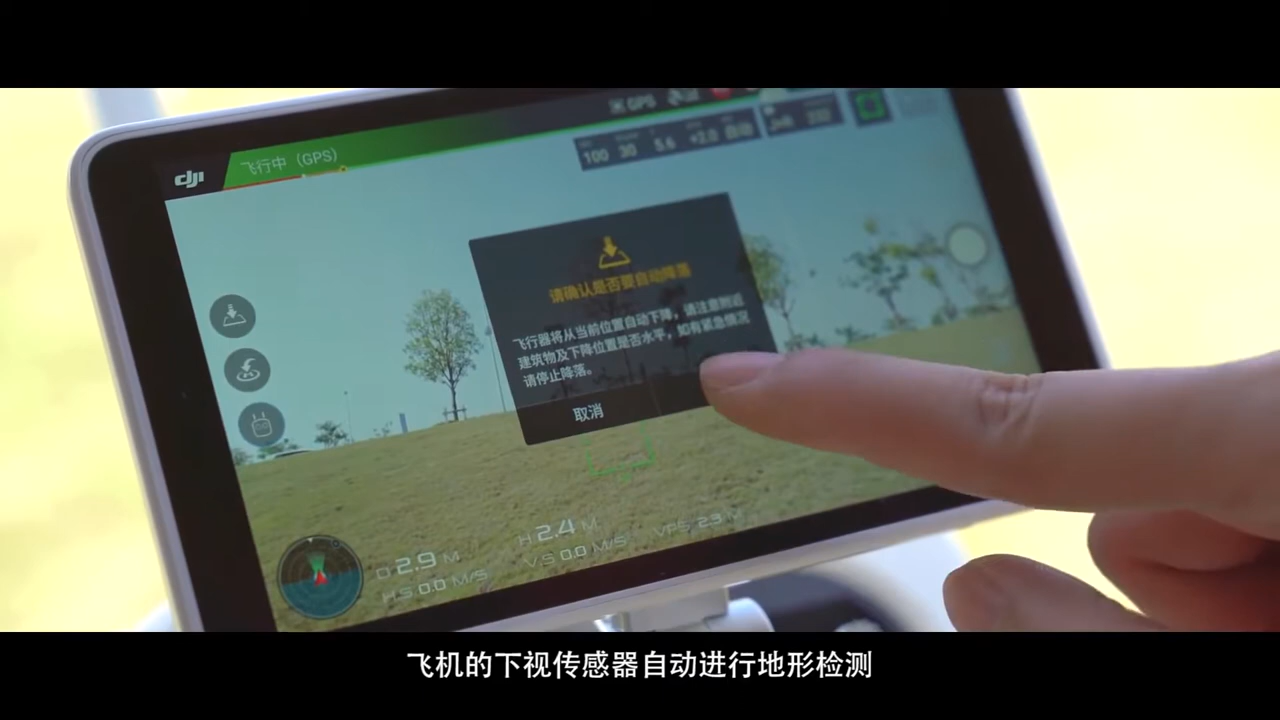 GPS
dji
飞行中（GPS）
100 30 5.6 +2.0 自动
请确认是否要自动降落
飞行器将从当前位置自动下降，请注意附近
建筑物及下降位置是否水平，如有紧急情况
请停止降落。
取消
D 2.9 M
H 2.4 M
H.S 0.0 M/S
V.S 0.0 M/S
VPS 2.3 M
飞机的下视传感器自动进行地形检测